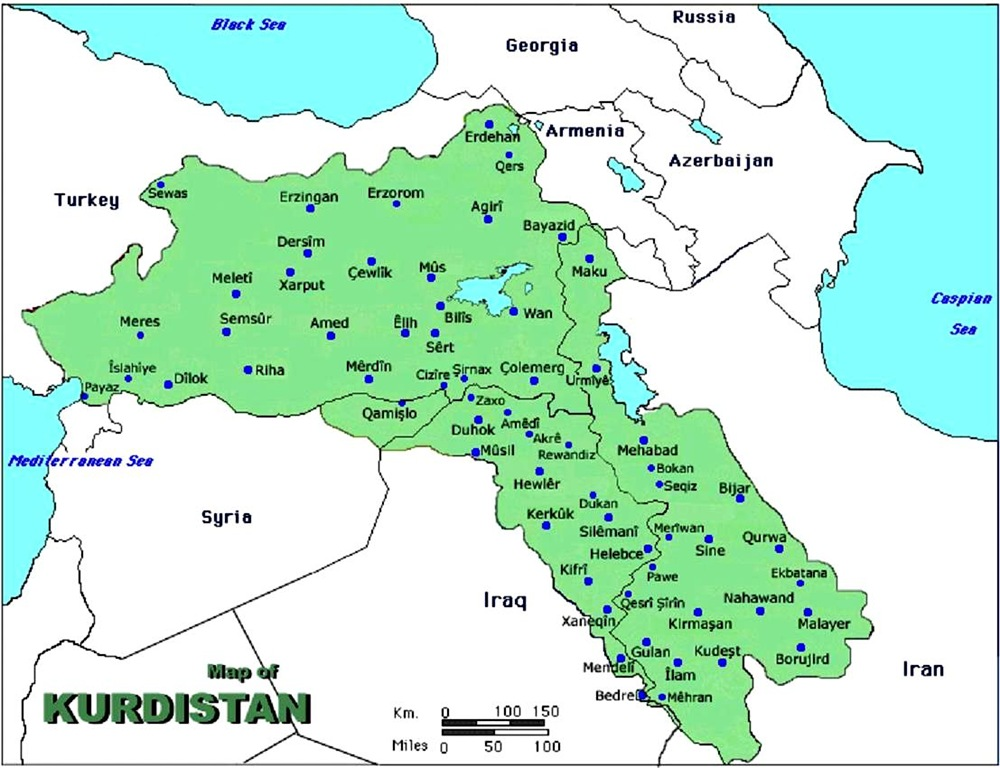 Black Sea
Russia
Georgia
Armenia
Azerbaijan
Turkey
Caspian
Sea
Mediterranean Sea
Syria
Iraq
Iran
Erdehan
Qers
Sewas
Erzingan
Erzorom
Agirî
Bayazid
Dersîm
Maku
Meletî
Xarput
Çewlîk
Mûs
Meres
Semsûr
Amed
Êlih
Bilîs
Wan
Sêrt
Îslahiye
Payaz
Dîlok
Riha
Mêrdîn
Cizîre
Şirnax
Çolemerg
Urmîyê
Qamişlo
Zaxo
Duhok
Amêdî
Akrê
Mûsil
Rewandiz
Mehabad
Bokan
Seqiz
Bijar
Hewlêr
Dukan
Kerkûk
Silêmanî
Merîwan
Sine
Qurwa
Helebce
Kifrî
Pawe
Ekbatana
Qesrî Şîrîn
Nahawand
Xaneqîn
Kirmaşan
Malayer
Gulan
Kudeşt
Borujird
Mendelî
Îlam
Bedre
Mêhran
Map of
KURDISTAN
Km. 0 100 150
Miles 0 50 100